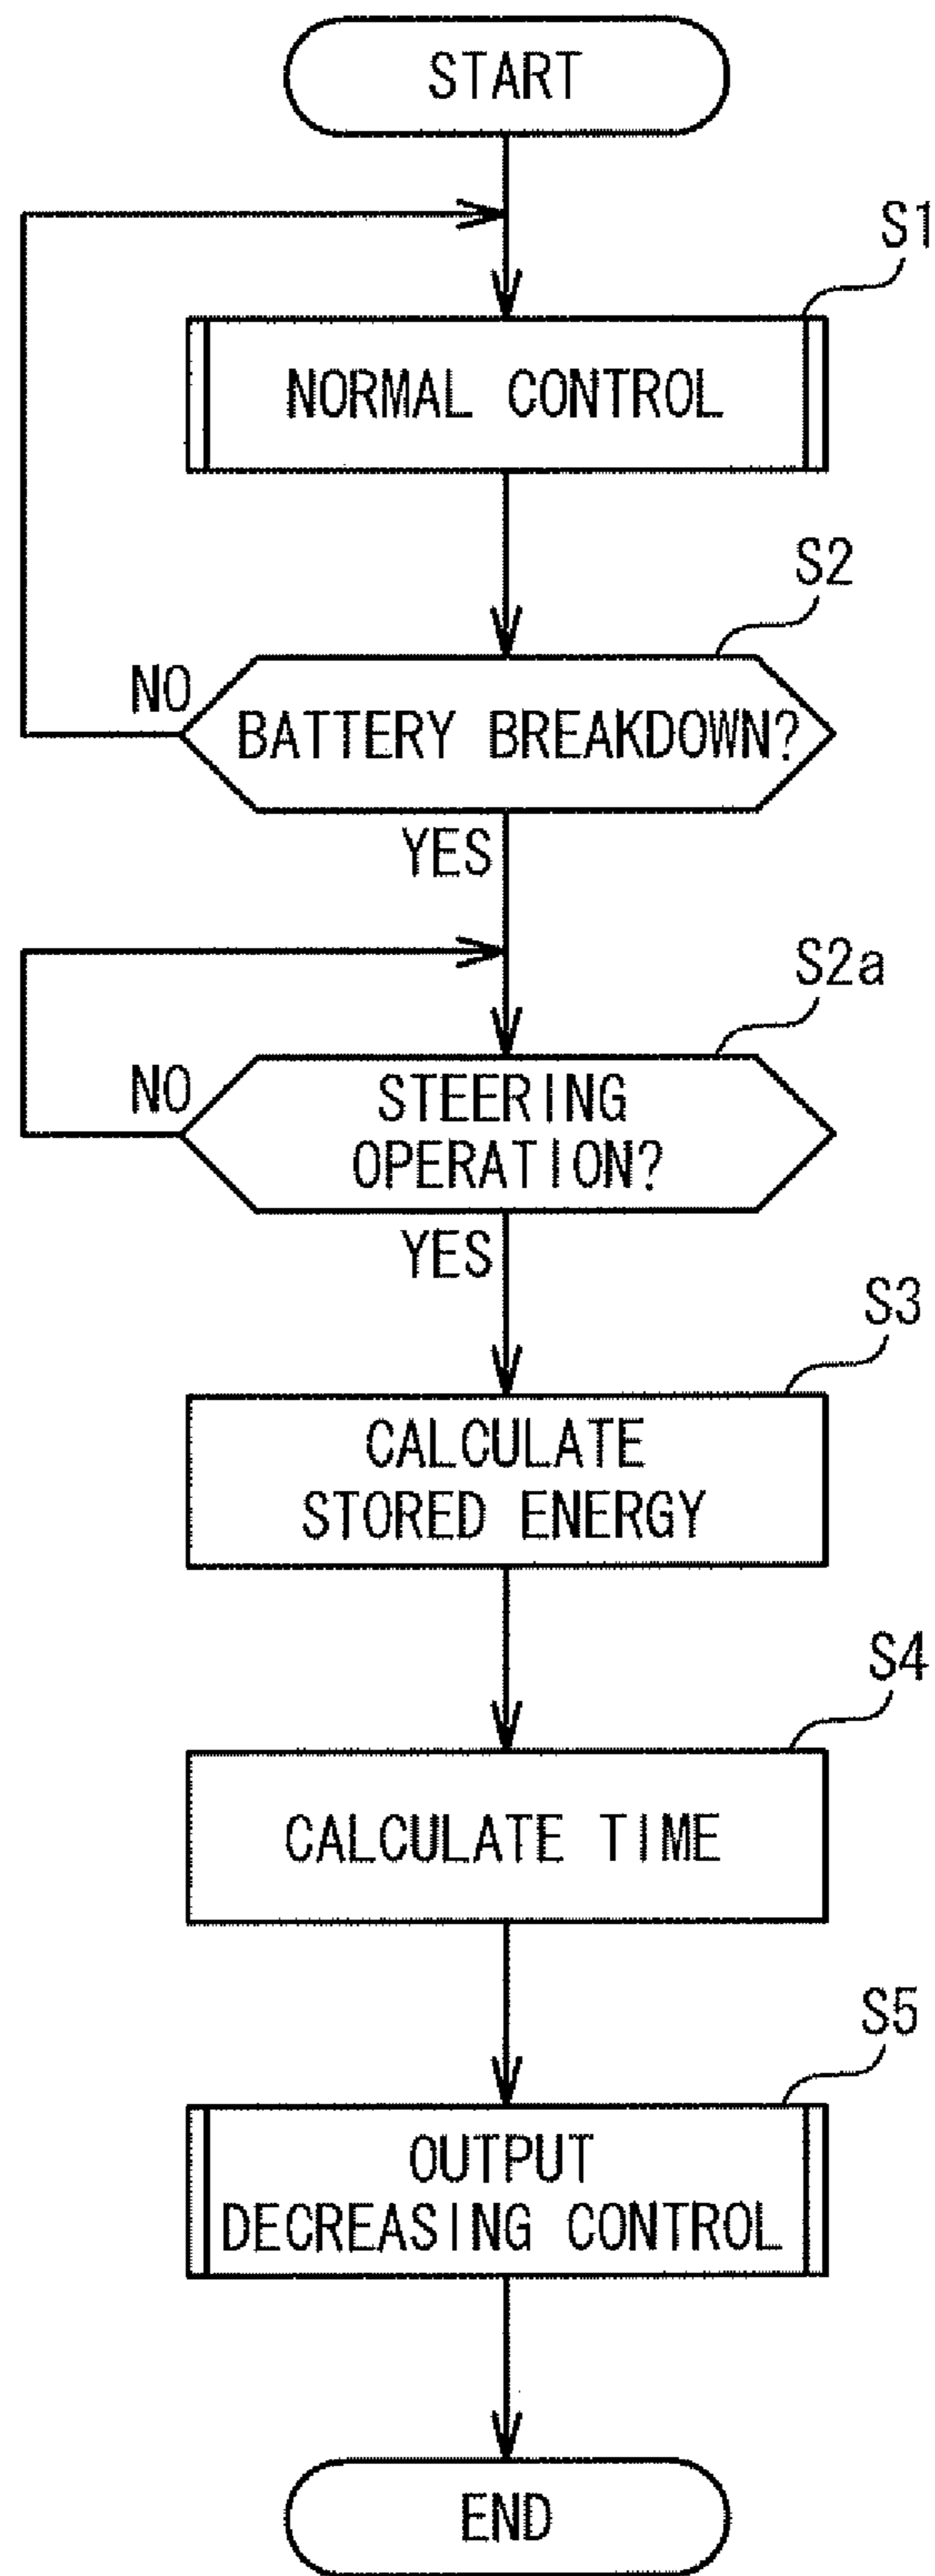 START
S1
NORMAL CONTROL
S2
NO
BATTERY BREAKDOWN?
YES
S2a
NO
STEERING
OPERATION?
YES
S3
CALCULATE
STORED ENERGY
S4
CALCULATE TIME
S5
OUTPUT
DECREASING CONTROL
END